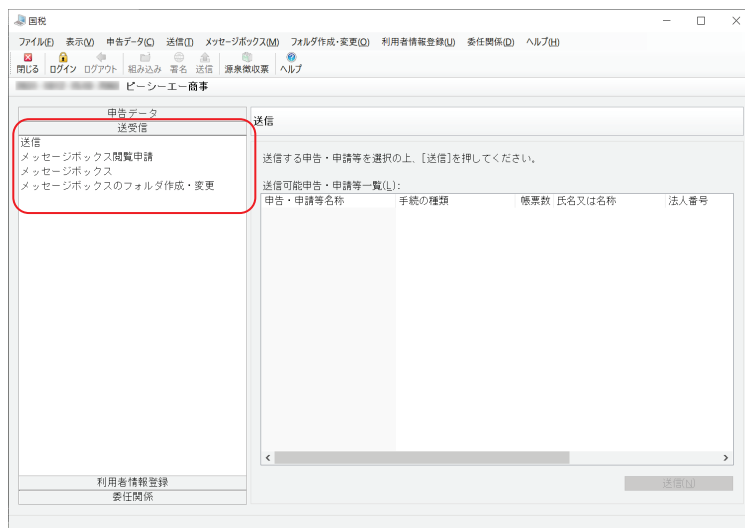 国税
ファイル(F) 表示(V) 申告データ(C) 送信(T) メッセージボックス(M) フォルダ作成・変更(O) 利用者情報登録(U) 委任関係(D) ヘルプ(H)
閉じる ログイン ログアウト 組み込み 署名 送信 源泉徴収票 ヘルプ
ピーシーエー商事
申告データ
送受信
送信
メッセージボックス閲覧申請
メッセージボックス
メッセージボックスのフォルダ作成・変更
利用者情報登録
委任関係
送信
送信する申告・申請等を選択の上、[送信]を押してください。
送信可能申告・申請等一覧(L):
申告・申請等名称 手続の種類 帳票数 氏名又は名称 法人番号
送信(N)